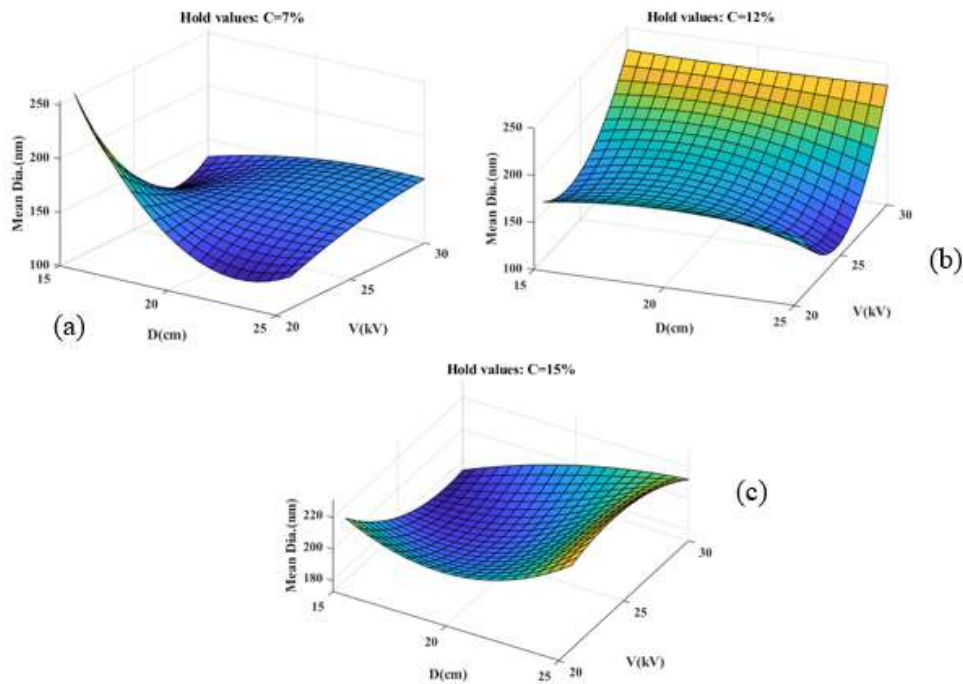 Hold values: C=7%
250
200
150
100
Mean Dia.(nm)
15
20
25
D(cm)
20
25
30
V(kV)
(a)
Hold values: C=12%
250
200
150
100
Mean Dia.(nm)
15
20
25
D(cm)
20
25
30
V(kV)
(b)
Hold values: C=15%
220
200
180
Mean Dia.(nm)
15
20
25
D(cm)
20
25
30
V(kV)
(c)